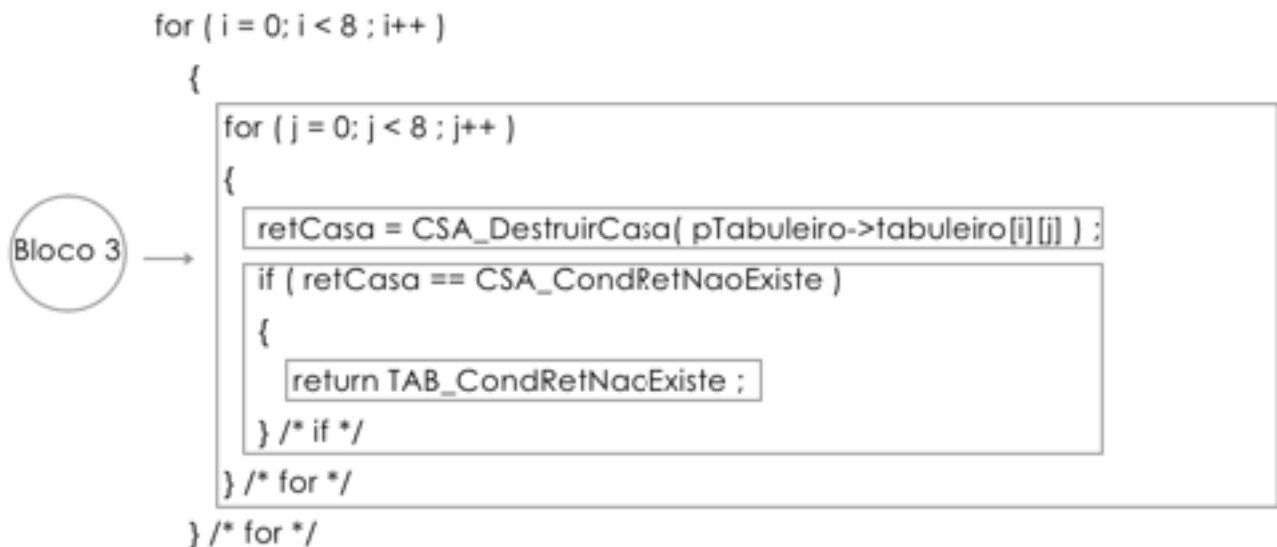 for ( i = 0; i < 8 ; i++ )
{
for ( j = 0; j < 8 ; j++ )
{
retCasa = CSA_DestruirCasa( pTabuleiro->tabuleiro[i][j] ) ;
Bloco 3
if ( retCasa == CSA_CondRetNaoExiste )
{
return TAB_CondRetNaoExiste ;
} /* if */
} /* for */
} /* for */